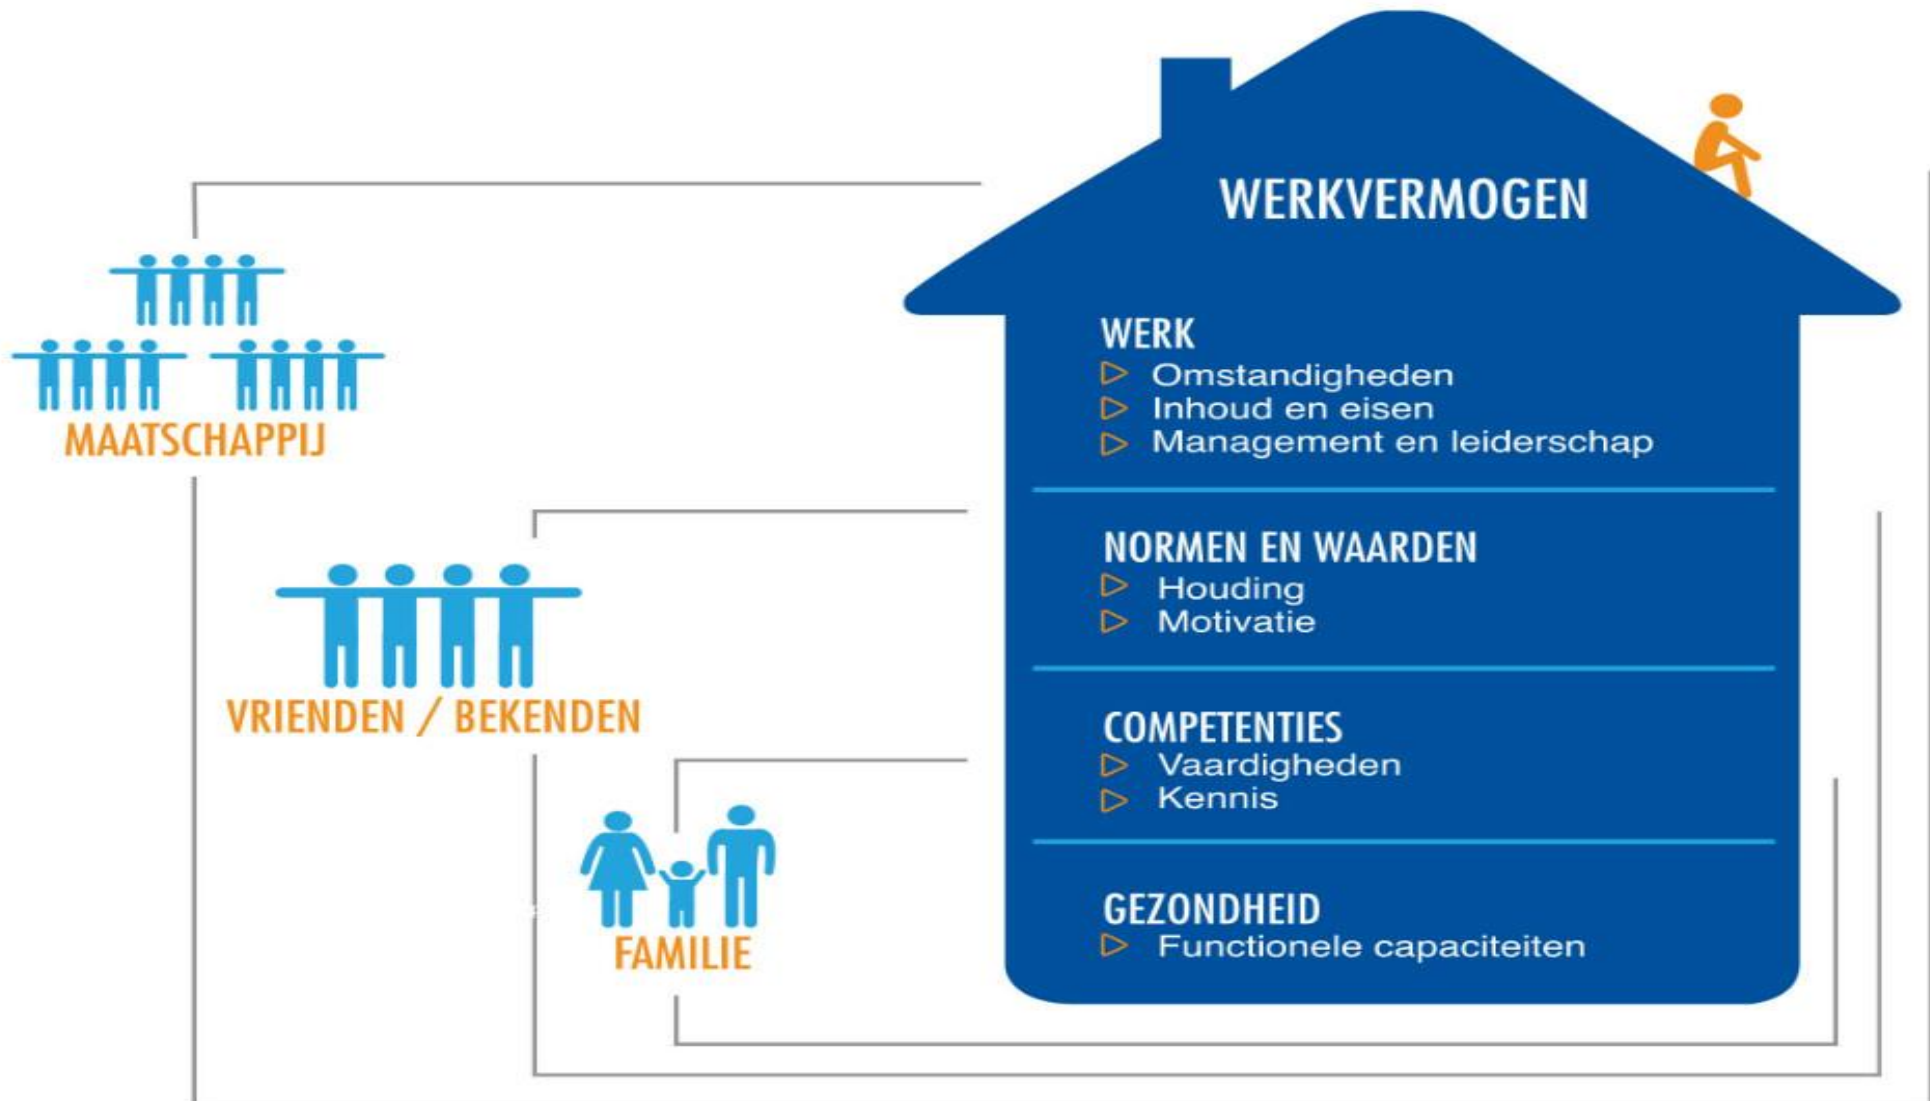 WERKVERMOGEN
WERK
Omstandigheden
Inhoud en eisen
Management en leiderschap
NORMEN EN WAARDEN
Houding
Motivatie
COMPETENTIES
Vaardigheden
Kennis
GEZONDHEID
Functionele capaciteiten
MAATSCHAPPIJ
VRIENDEN / BEKENDEN
FAMILIE